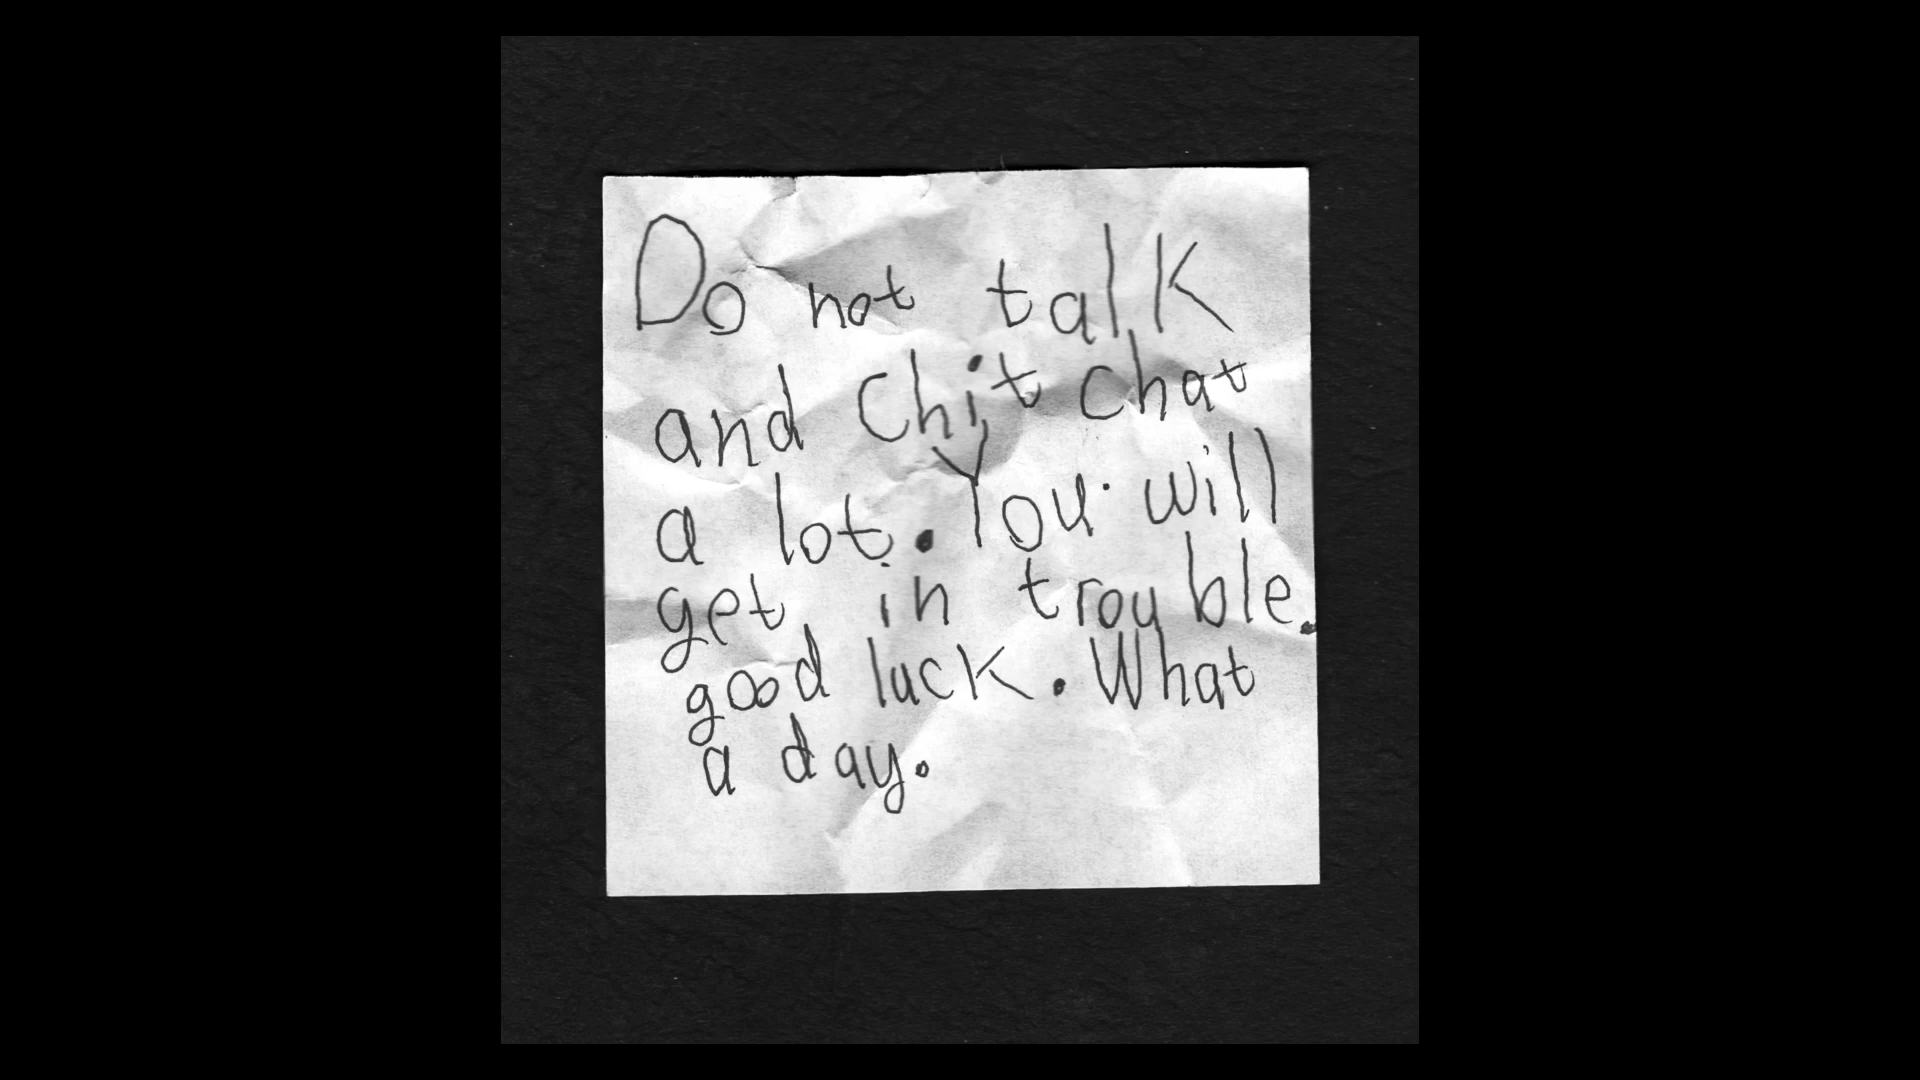 Do not talk
and Chit chat
a lot. You will
get in trouble.
good luck. What
a day.